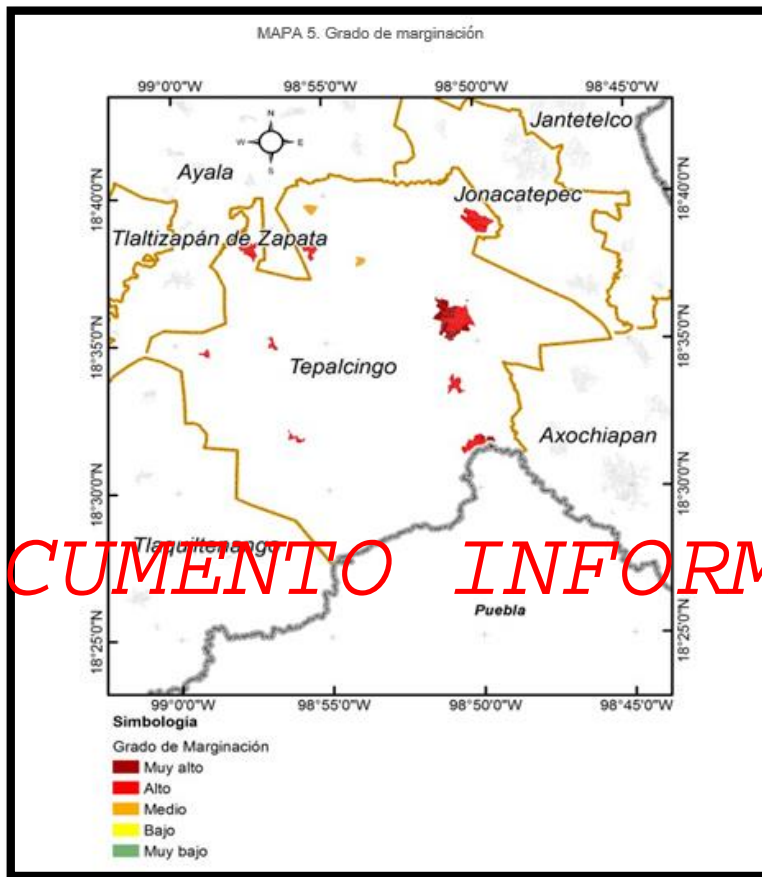 MAPA 5. Grado de marginación
99°0'0"W 98°55'0"W 98°50'0"W 98°45'0"W
N
W E
S
Jantetelco
Ayala
Jonacatepec
18°40'0"N 18°40'0"N
Tlaltizapán de Zapata
18°35'0"N 18°35'0"N
Tepalcingo
Axochiapan
18°30'0"N 18°30'0"N
Tlaquiltenango
CUMENTO INFORM
Puebla
18°25'0"N 18°25'0"N
99°0'0"W 98°55'0"W 98°50'0"W 98°45'0"W
Simbología
Grado de Marginación
Muy alto
Alto
Medio
Bajo
Muy bajo